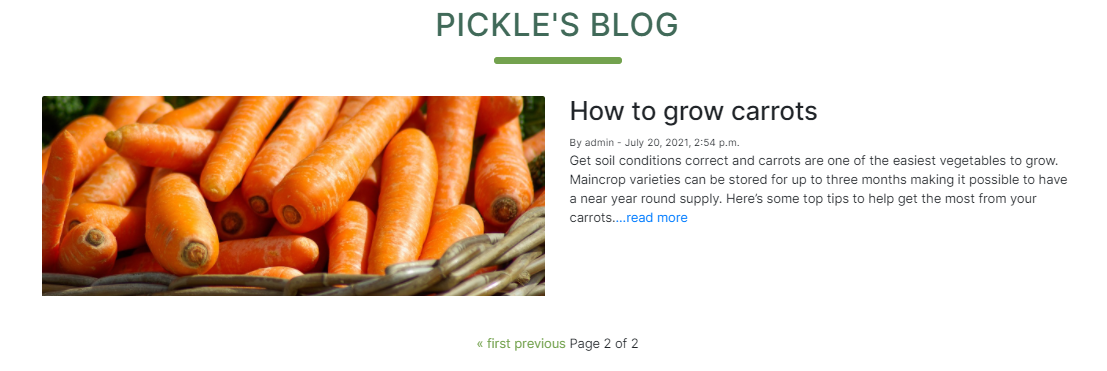 PICKLE'S BLOG
How to grow carrots
By admin - July 20, 2021, 2:54 p.m.
Get soil conditions correct and carrots are one of the easiest vegetables to grow.
Maincrop varieties can be stored for up to three months making it possible to have
a near year round supply. Here’s some top tips to help get the most from your
carrots....read more
« first previous Page 2 of 2